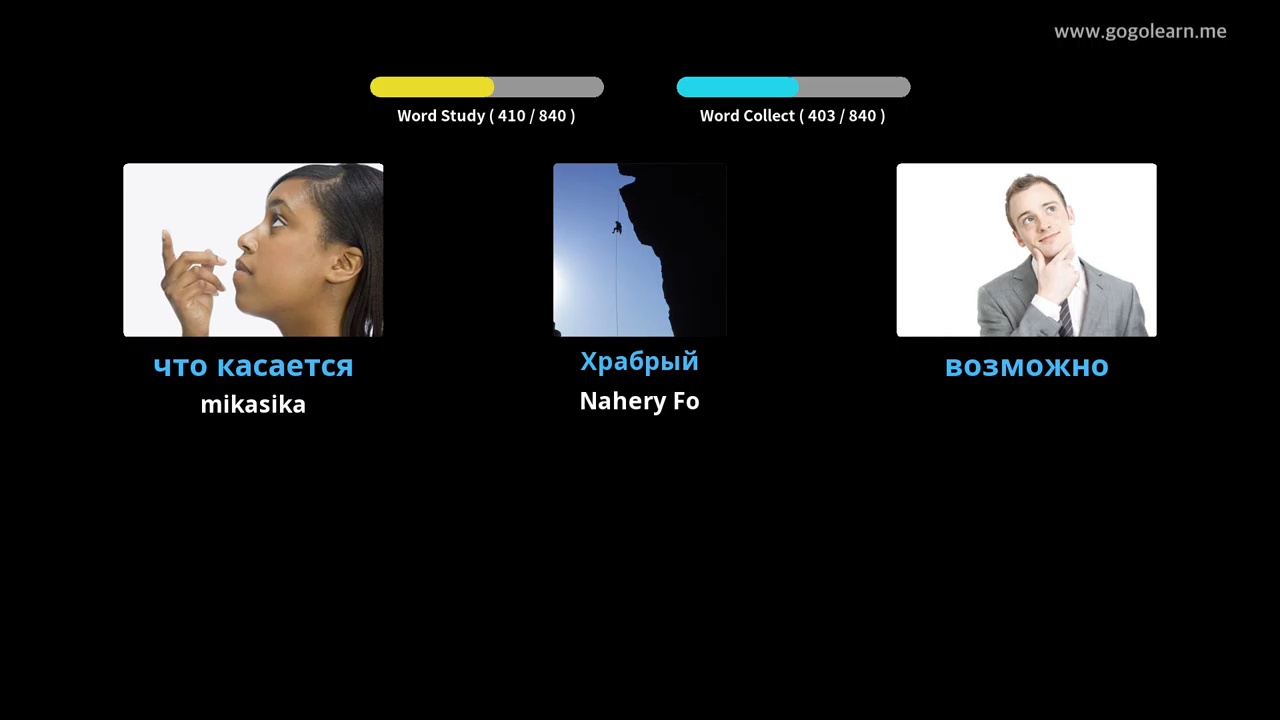 www.gogolearn.me
Word Study ( 410 / 840 )
Word Collect ( 403 / 840 )
что касается
mikasika
Храбрый
Nahery Fo
возможно